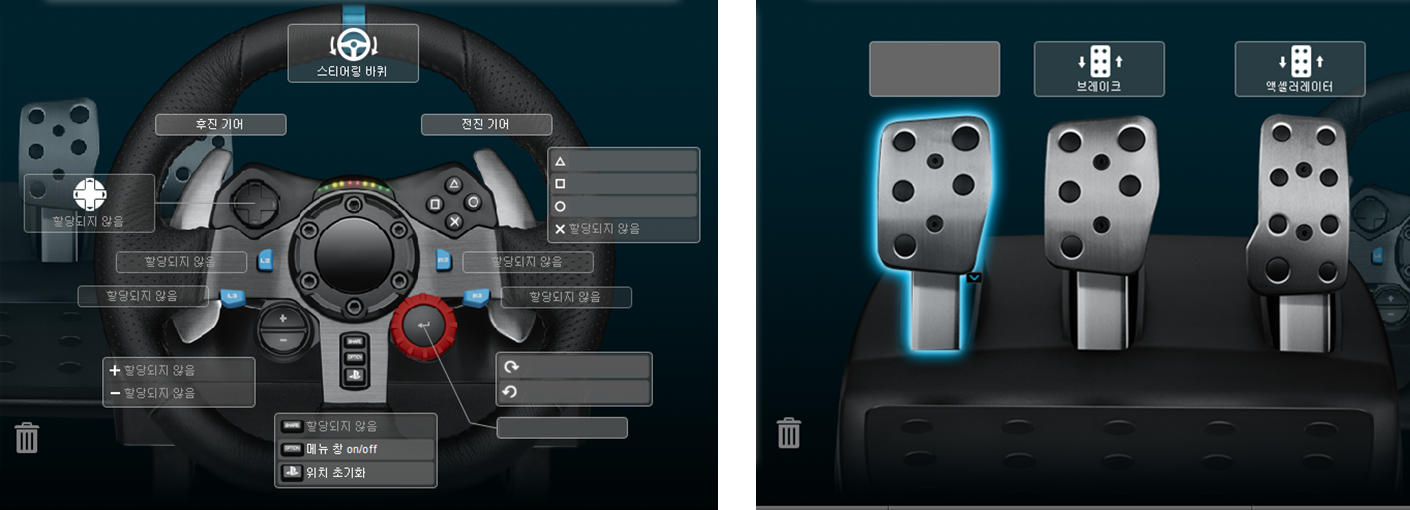 스티어링 바퀴
후진 기어
전진 기어
할당되지 않음
할당되지 않음
L2
R2
할당되지 않음
할당되지 않음
할당되지 않음
L3
R3
할당되지 않음
+ 할당되지 않음
- 할당되지 않음
SHARE
OPTION
SHARE 할당되지 않음
OPTION 메뉴 창 on/off
위치 초기화
브레이크
액셀러레이터